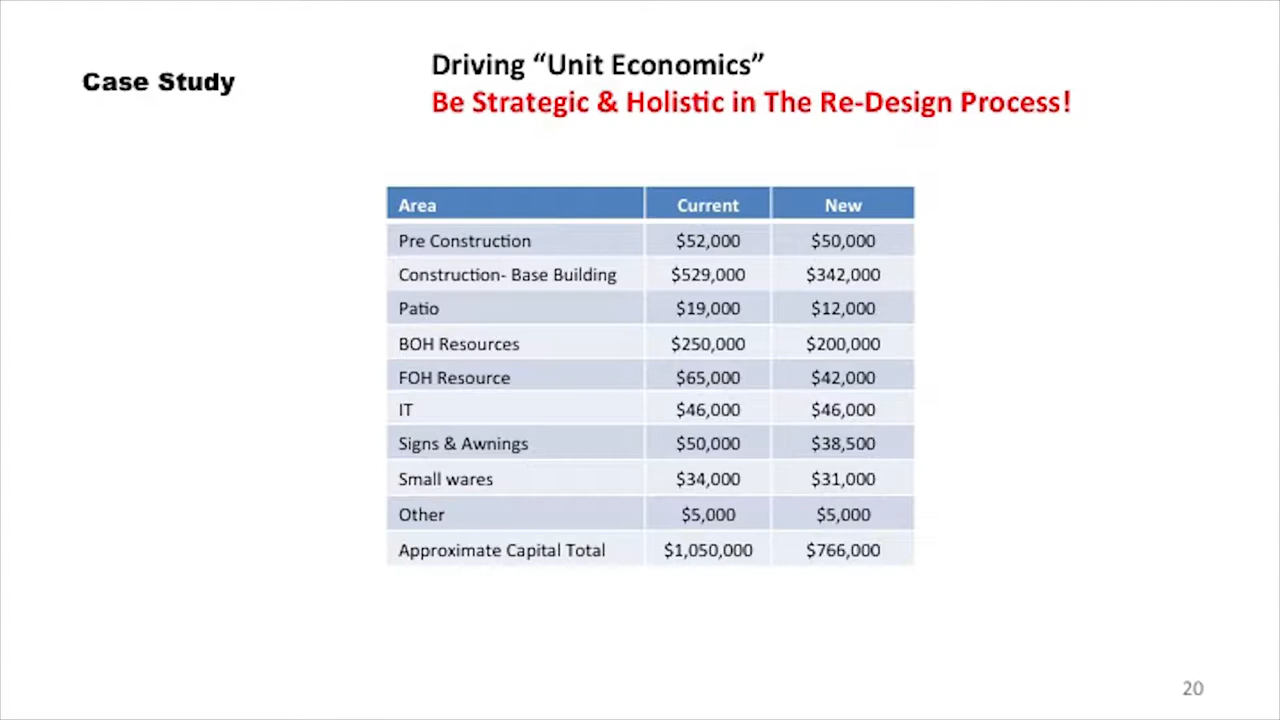 Case Study
Driving “Unit Economics”
Be Strategic & Holistic in The Re-Design Process!
Area Current New
Pre Construction $52,000 $50,000
Construction- Base Building $529,000 $342,000
Patio $19,000 $12,000
BOH Resources $250,000 $200,000
FOH Resource $65,000 $42,000
IT $46,000 $46,000
Signs & Awnings $50,000 $38,500
Small wares $34,000 $31,000
Other $5,000 $5,000
Approximate Capital Total $1,050,000 $766,000
20